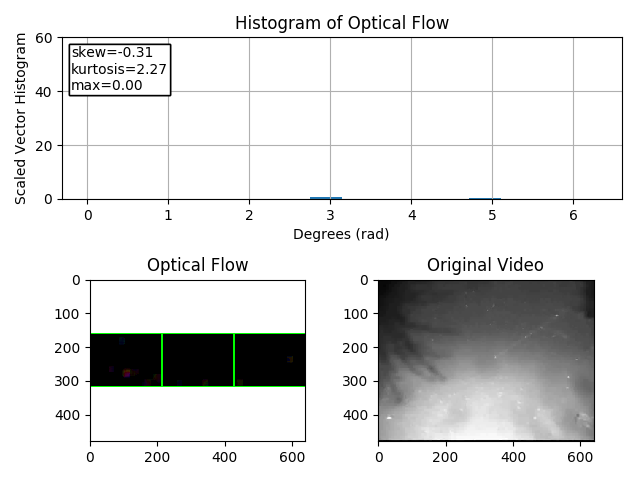 Histogram of Optical Flow
skew=-0.31
kurtosis=2.27
max=0.00
Scaled Vector Histogram
60
40
20
0
0 1 2 3 4 5 6
Degrees (rad)
Optical Flow
0
100
200
300
400
0 200 400 600
Original Video
0
100
200
300
400
0 200 400 600